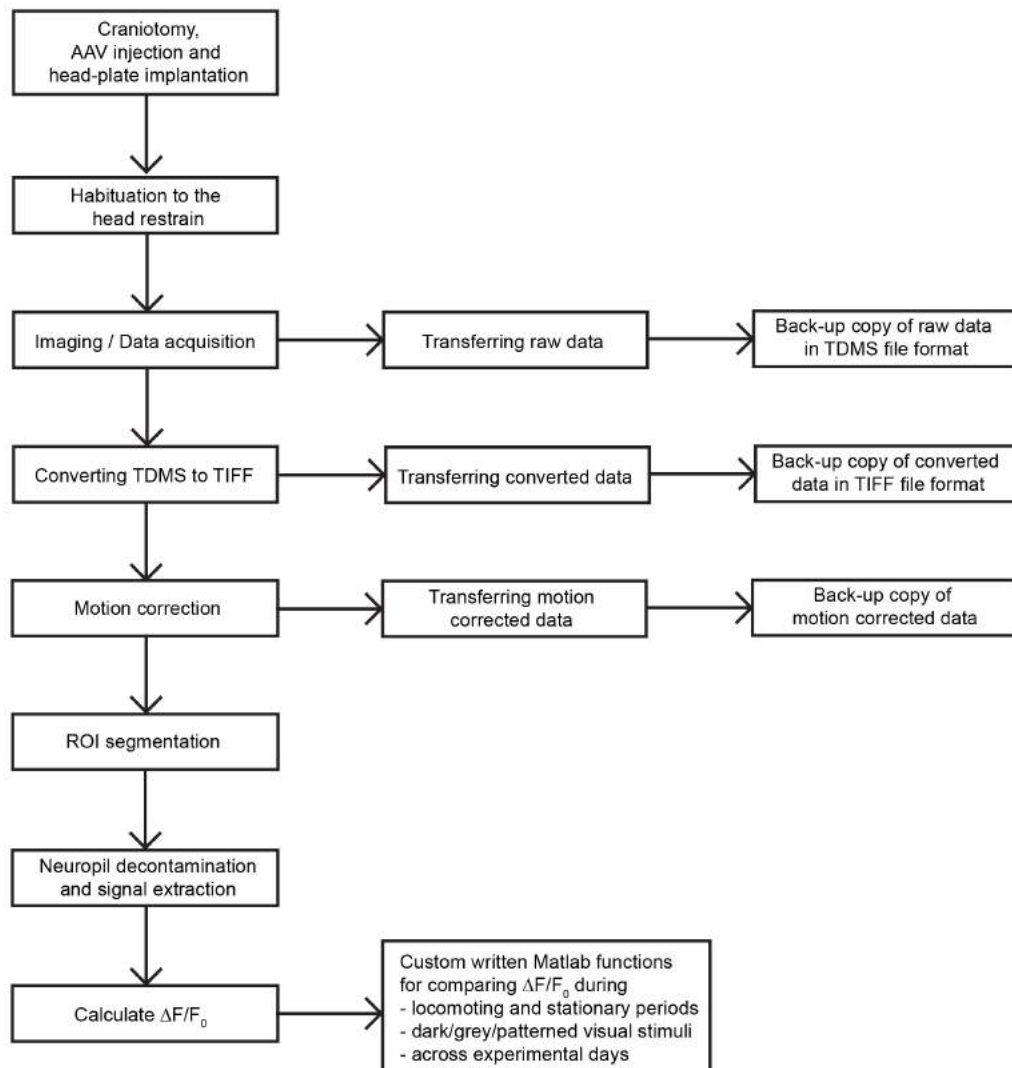 Craniotomy,
AAV injection and
head-plate implantation
Habituation to the
head restrain
Imaging / Data acquisition
Transferring raw data
Back-up copy of raw data
in TDMS file format
Converting TDMS to TIFF
Transferring converted data
Back-up copy of converted
data in TIFF file format
Motion correction
Transferring motion
corrected data
Back-up copy of
motion corrected data
ROI segmentation
Neuropil decontamination
and signal extraction
Calculate ΔF/F₀
Custom written Matlab functions
for comparing ΔF/F₀ during
- locomoting and stationary periods
- dark/grey/patterned visual stimuli
- across experimental days